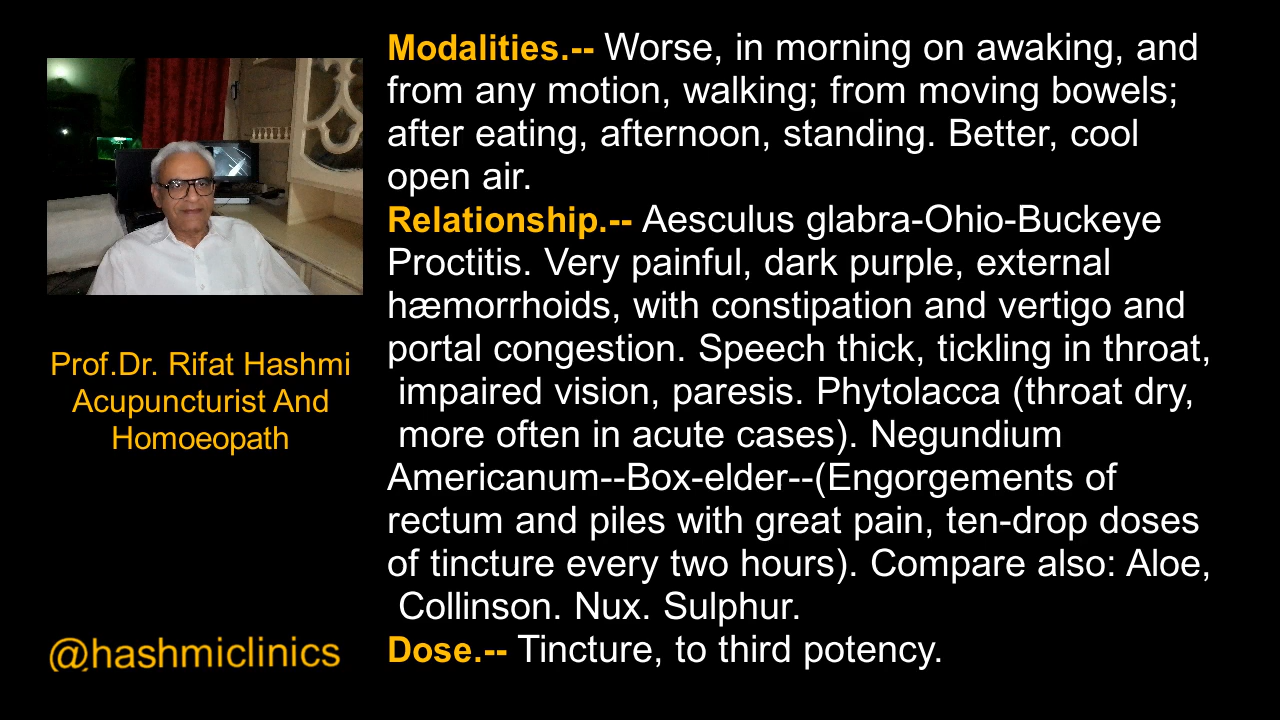 Modalities.-- Worse, in morning on awaking, and
from any motion, walking; from moving bowels;
after eating, afternoon, standing. Better, cool
open air.
Relationship.-- Aesculus glabra-Ohio-Buckeye
Proctitis. Very painful, dark purple, external
hæmorrhoids, with constipation and vertigo and
portal congestion. Speech thick, tickling in throat,
impaired vision, paresis. Phytolacca (throat dry,
more often in acute cases). Negundium
Americanum--Box-elder--(Engorgements of
rectum and piles with great pain, ten-drop doses
of tincture every two hours). Compare also: Aloe,
Collinson. Nux. Sulphur.
Dose.-- Tincture, to third potency.
Prof.Dr. Rifat Hashmi
Acupuncturist And
Homoeopath
@hashmiclinics